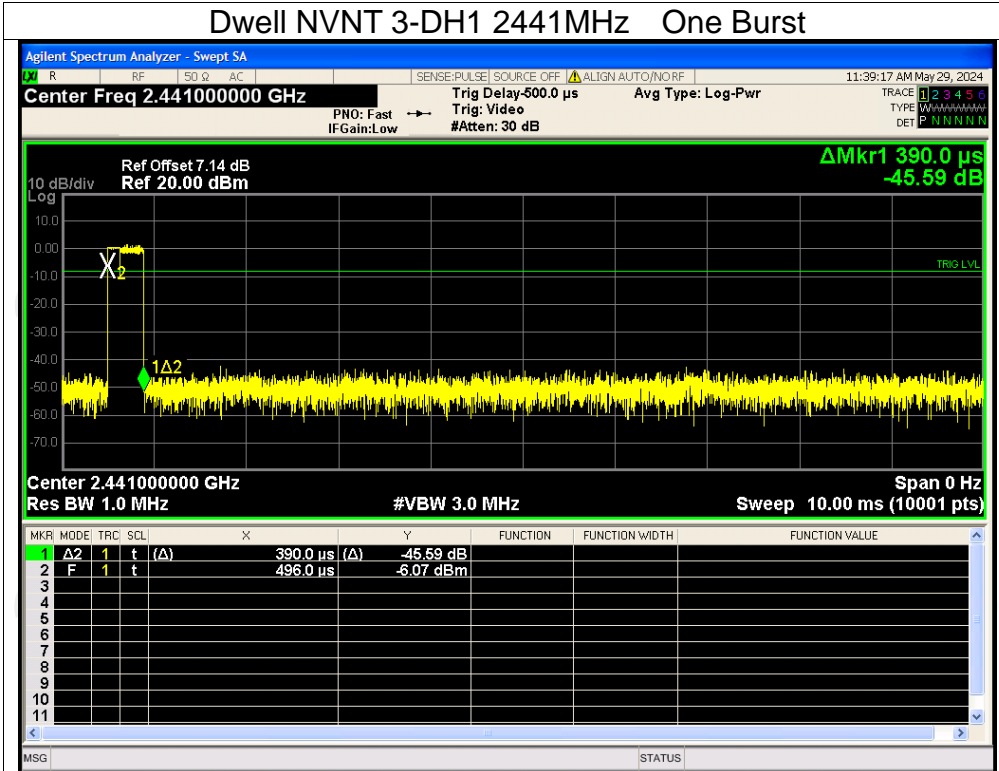 Dwell NVNT 3-DH1 2441MHz One Burst
Agilent Spectrum Analyzer - Swept SA
LXI R RF 50 Ω AC SENSE:PULSE SOURCE OFF ALIGN AUTO/NORF 11:39:17 AM May 29, 2024
Center Freq 2.441000000 GHz Trig Delay-500.0 µs Avg Type: Log-Pwr TRACE 1 2 3 4 5 6
PNO: Fast Trig: Video TYPE WWWWWW
IFGain:Low #Atten: 30 dB DET P N N N N N
ΔMkr1 390.0 µs
Ref Offset 7.14 dB
10 dB/div Ref 20.00 dBm -45.59 dB
Log
10.0
0.00
2
TRIG LVL
-10.0
-20.0
-30.0
-40.0
1Δ2
-50.0
-60.0
-70.0
Center 2.441000000 GHz Span 0 Hz
Res BW 1.0 MHz #VBW 3.0 MHz Sweep 10.00 ms (10001 pts)
MKR MODE TRC SCL X Y FUNCTION FUNCTION WIDTH FUNCTION VALUE
1 Δ2 1 t (Δ) 390.0 µs (Δ) -45.59 dB
2 F 1 t 496.0 µs -6.07 dBm
3
4
5
6
7
8
9
10
11
MSG STATUS